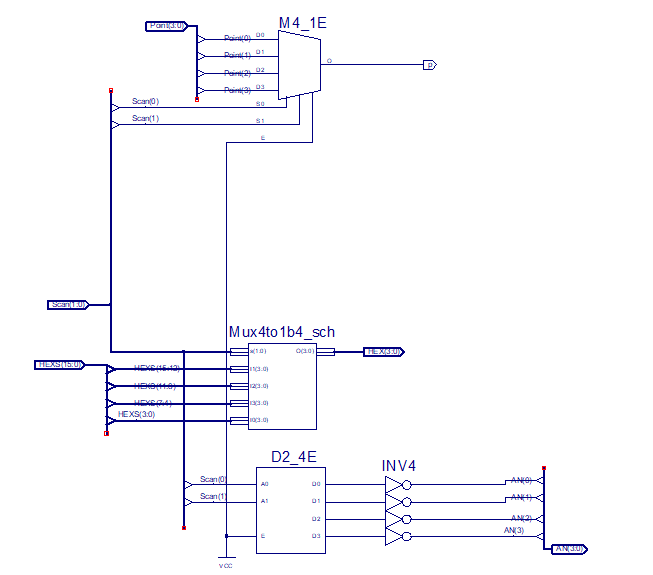 M4_1E
Point(3:0)
Point(0)
D0
Point(1)
D1
Point(2)
D2
Point(3)
D3
O
p
Scan(0)
S0
Scan(1)
S1
E
Scan(1:0)
Mux4to1b4_sch
s(1:0)
O(3:0)
HEX(3:0)
HEXS(15:0)
HEXS(15:12)
I1(3:0)
HEXS(11:8)
I2(3:0)
HEXS(7:4)
I3(3:0)
HEXS(3:0)
I0(3:0)
D2_4E
INV4
Scan(0)
A0
D0
AN(0)
Scan(1)
A1
D1
AN(1)
D2
AN(2)
E
D3
AN(3)
AN(3:0)
VCC